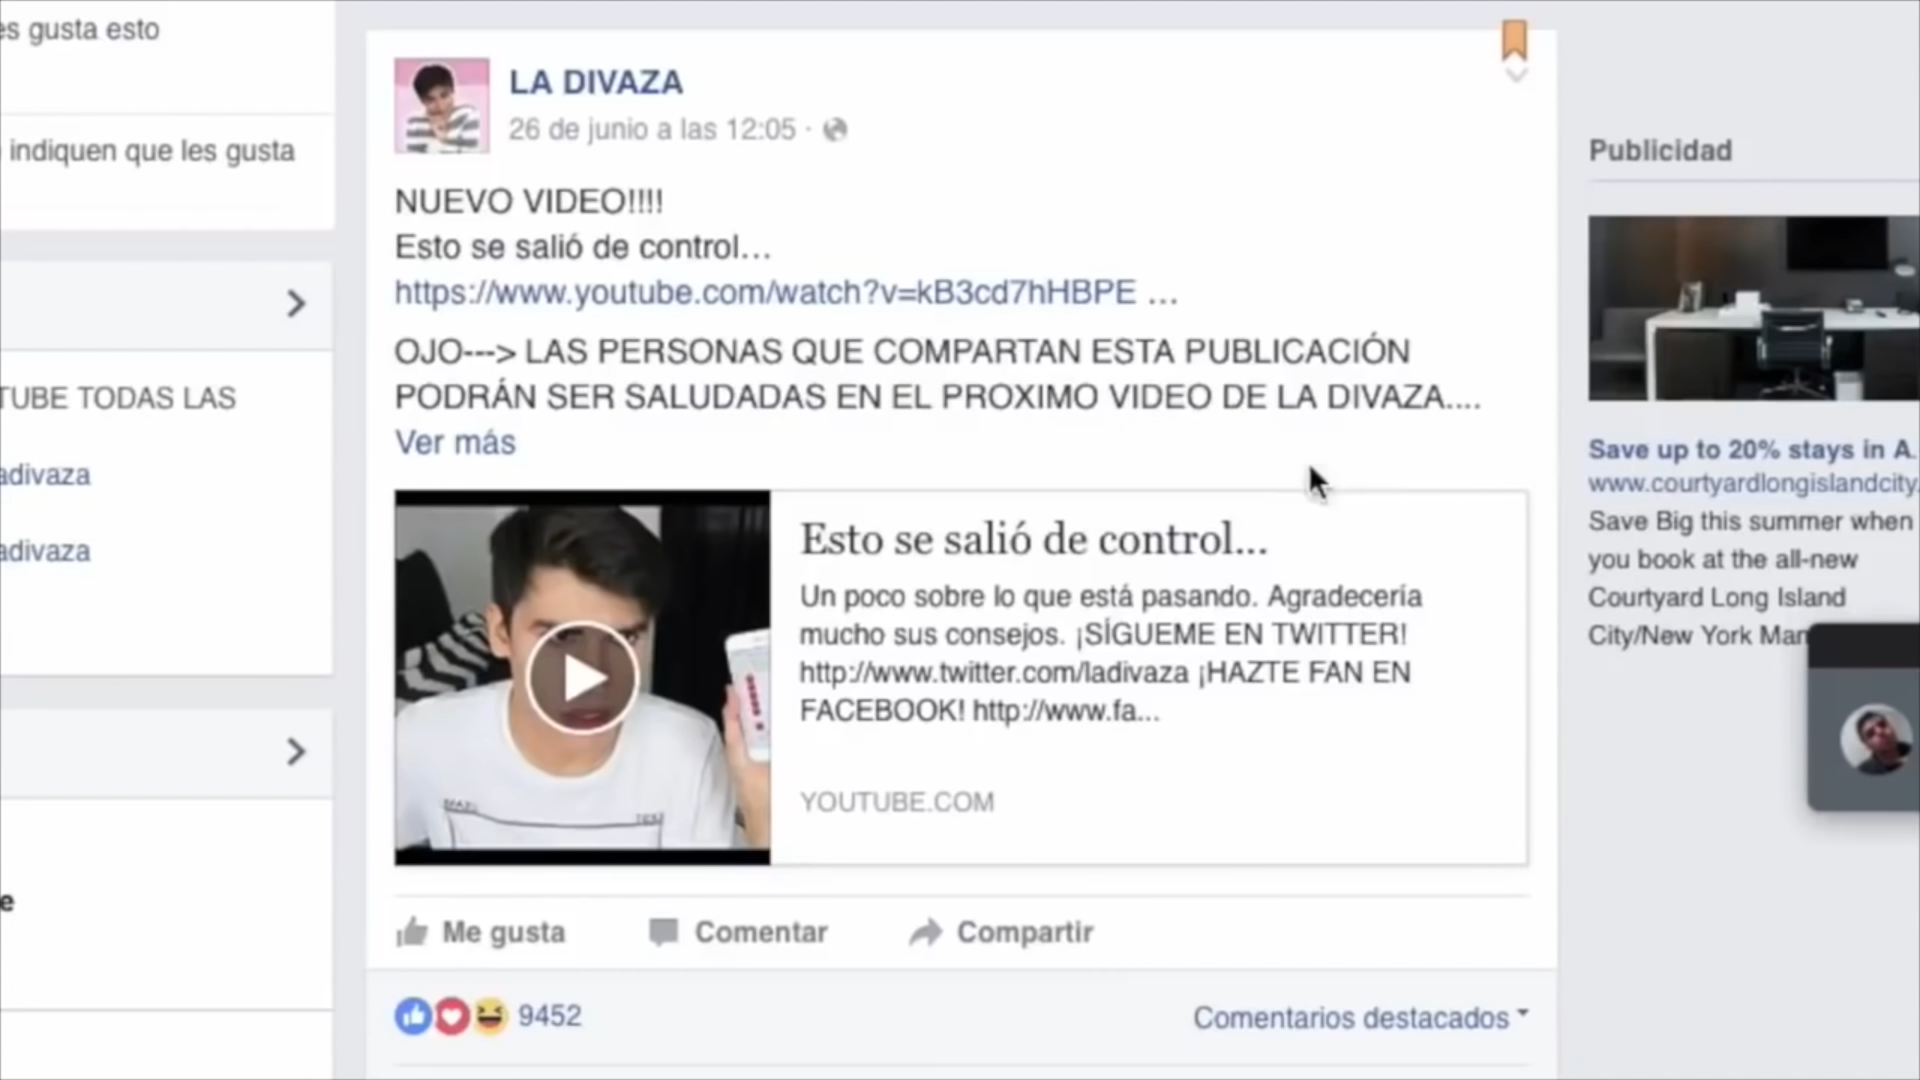 es gusta esto
indiquen que les gusta
TUBE TODAS LAS
adivaza
adivaza
e
LA DIVAZA
26 de junio a las 12:05 ·
NUEVO VIDEO!!!!
Esto se salió de control...
https://www.youtube.com/watch?v=kB3cd7hHBPE ...
OJO---> LAS PERSONAS QUE COMPARTAN ESTA PUBLICACIÓN
PODRÁN SER SALUDADAS EN EL PROXIMO VIDEO DE LA DIVAZA....
Ver más
Esto se salió de control...
Un poco sobre lo que está pasando. Agradecería
mucho sus consejos. ¡SÍGUEME EN TWITTER!
http://www.twitter.com/ladivaza ¡HAZTE FAN EN
FACEBOOK! http://www.fa...
YOUTUBE.COM
Me gusta
Comentar
Compartir
9452
Comentarios destacados
Publicidad
Save up to 20% stays in A.
www.courtyardlongislandcity.
Save Big this summer when
you book at the all-new
Courtyard Long Island
City/New York Man